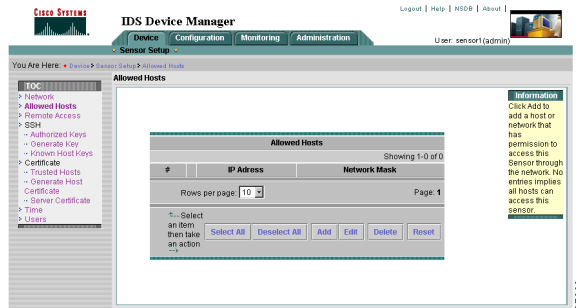 CISCO SYSTEMS
IDS Device Manager
Logout | Help | NSDB | About |
Device Configuration Monitoring Administration
User: sensor1 (admin)
Sensor Setup
You Are Here: Device > Sensor Setup > Allowed Hosts
Allowed Hosts
TOC
Network
Allowed Hosts
Remote Access
SSH
Authorized Keys
Generate Key
Known Host Keys
Certificate
Trusted Hosts
Generate Host
Certificate
Server Certificate
Time
Users
Allowed Hosts
Showing 1-0 of 0
# IP Adress Network Mask
Rows per page: 10 Page: 1
Select
an item
then take
an action
Select All Deselect All Add Edit Delete Reset
Information
Click Add to
add a host or
network that
has
permission to
access this
Sensor through
the network. No
entries implies
all hosts can
access this
sensor.